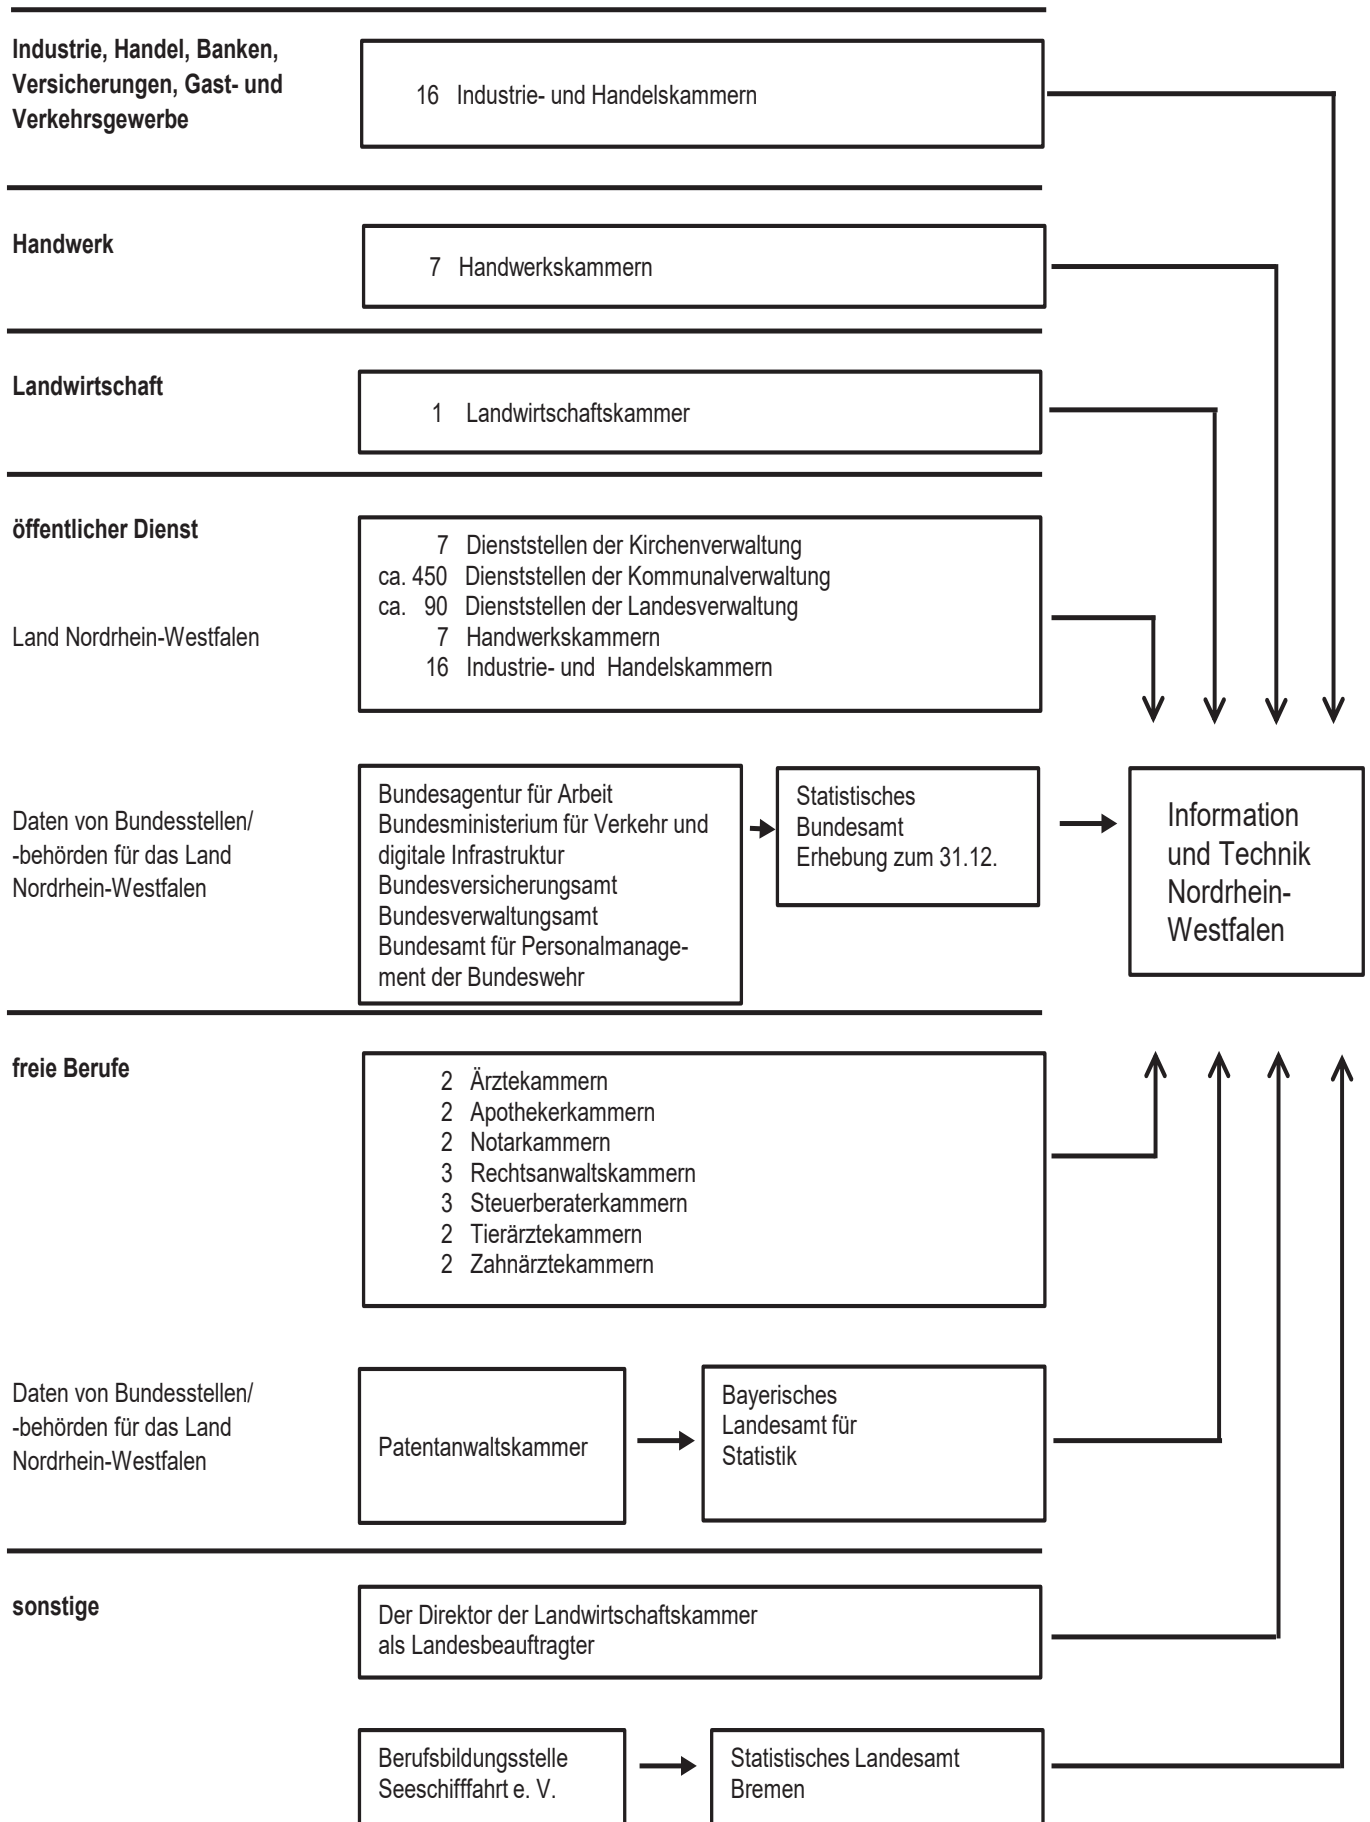 Industrie, Handel, Banken,
Versicherungen, Gast- und
Verkehrsgewerbe
16 Industrie- und Handelskammern
Handwerk
7 Handwerkskammern
Landwirtschaft
1 Landwirtschaftskammer
öffentlicher Dienst
Land Nordrhein-Westfalen
7 Dienststellen der Kirchenverwaltung
ca. 450 Dienststellen der Kommunalverwaltung
ca. 90 Dienststellen der Landesverwaltung
7 Handwerkskammern
16 Industrie- und Handelskammern
Daten von Bundesstellen/
-behörden für das Land
Nordrhein-Westfalen
Bundesagentur für Arbeit
Bundesministerium für Verkehr und
digitale Infrastruktur
Bundesversicherungsamt
Bundesverwaltungsamt
Bundesamt für Personalmanage-
ment der Bundeswehr
Statistisches
Bundesamt
Erhebung zum 31.12.
Information
und Technik
Nordrhein-
Westfalen
freie Berufe
2 Ärztekammern
2 Apothekerkammern
2 Notarkammern
3 Rechtsanwaltskammern
3 Steuerberaterkammern
2 Tierärztekammern
2 Zahnärztekammern
Daten von Bundesstellen/
-behörden für das Land
Nordrhein-Westfalen
Patentanwaltskammer
Bayerisches
Landesamt für
Statistik
sonstige
Der Direktor der Landwirtschaftskammer
als Landesbeauftragter
Berufsbildungsstelle
Seeschifffahrt e. V.
Statistisches Landesamt
Bremen